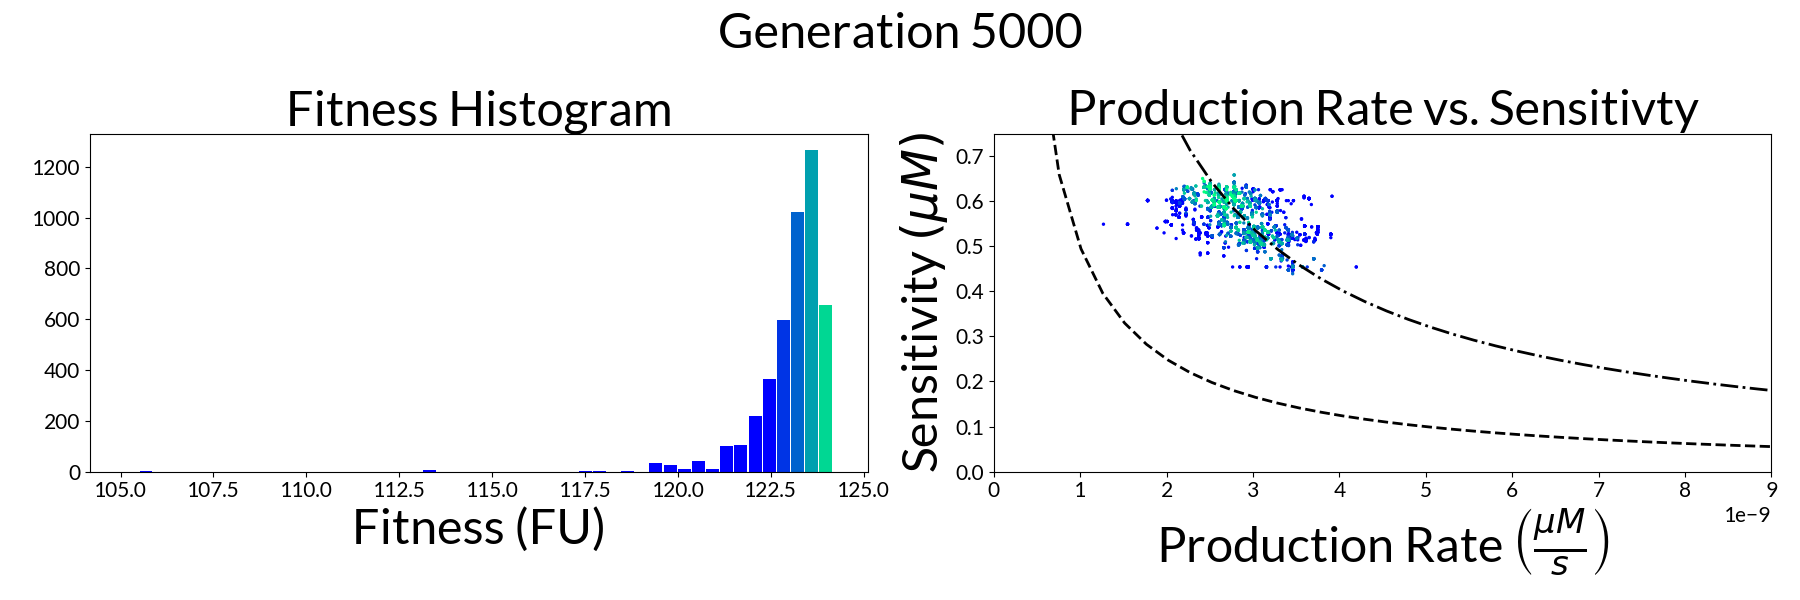 Generation 5000
Fitness Histogram
1200
1000
800
600
400
200
0
105.0 107.5 110.0 112.5 115.0 117.5 120.0 122.5 125.0
Fitness (FU)
Production Rate vs. Sensitivty
Sensitivity (μM)
0.7
0.6
0.5
0.4
0.3
0.2
0.1
0.0
0 1 2 3 4 5 6 7 8 9
1e−9
Production Rate (μM/s)